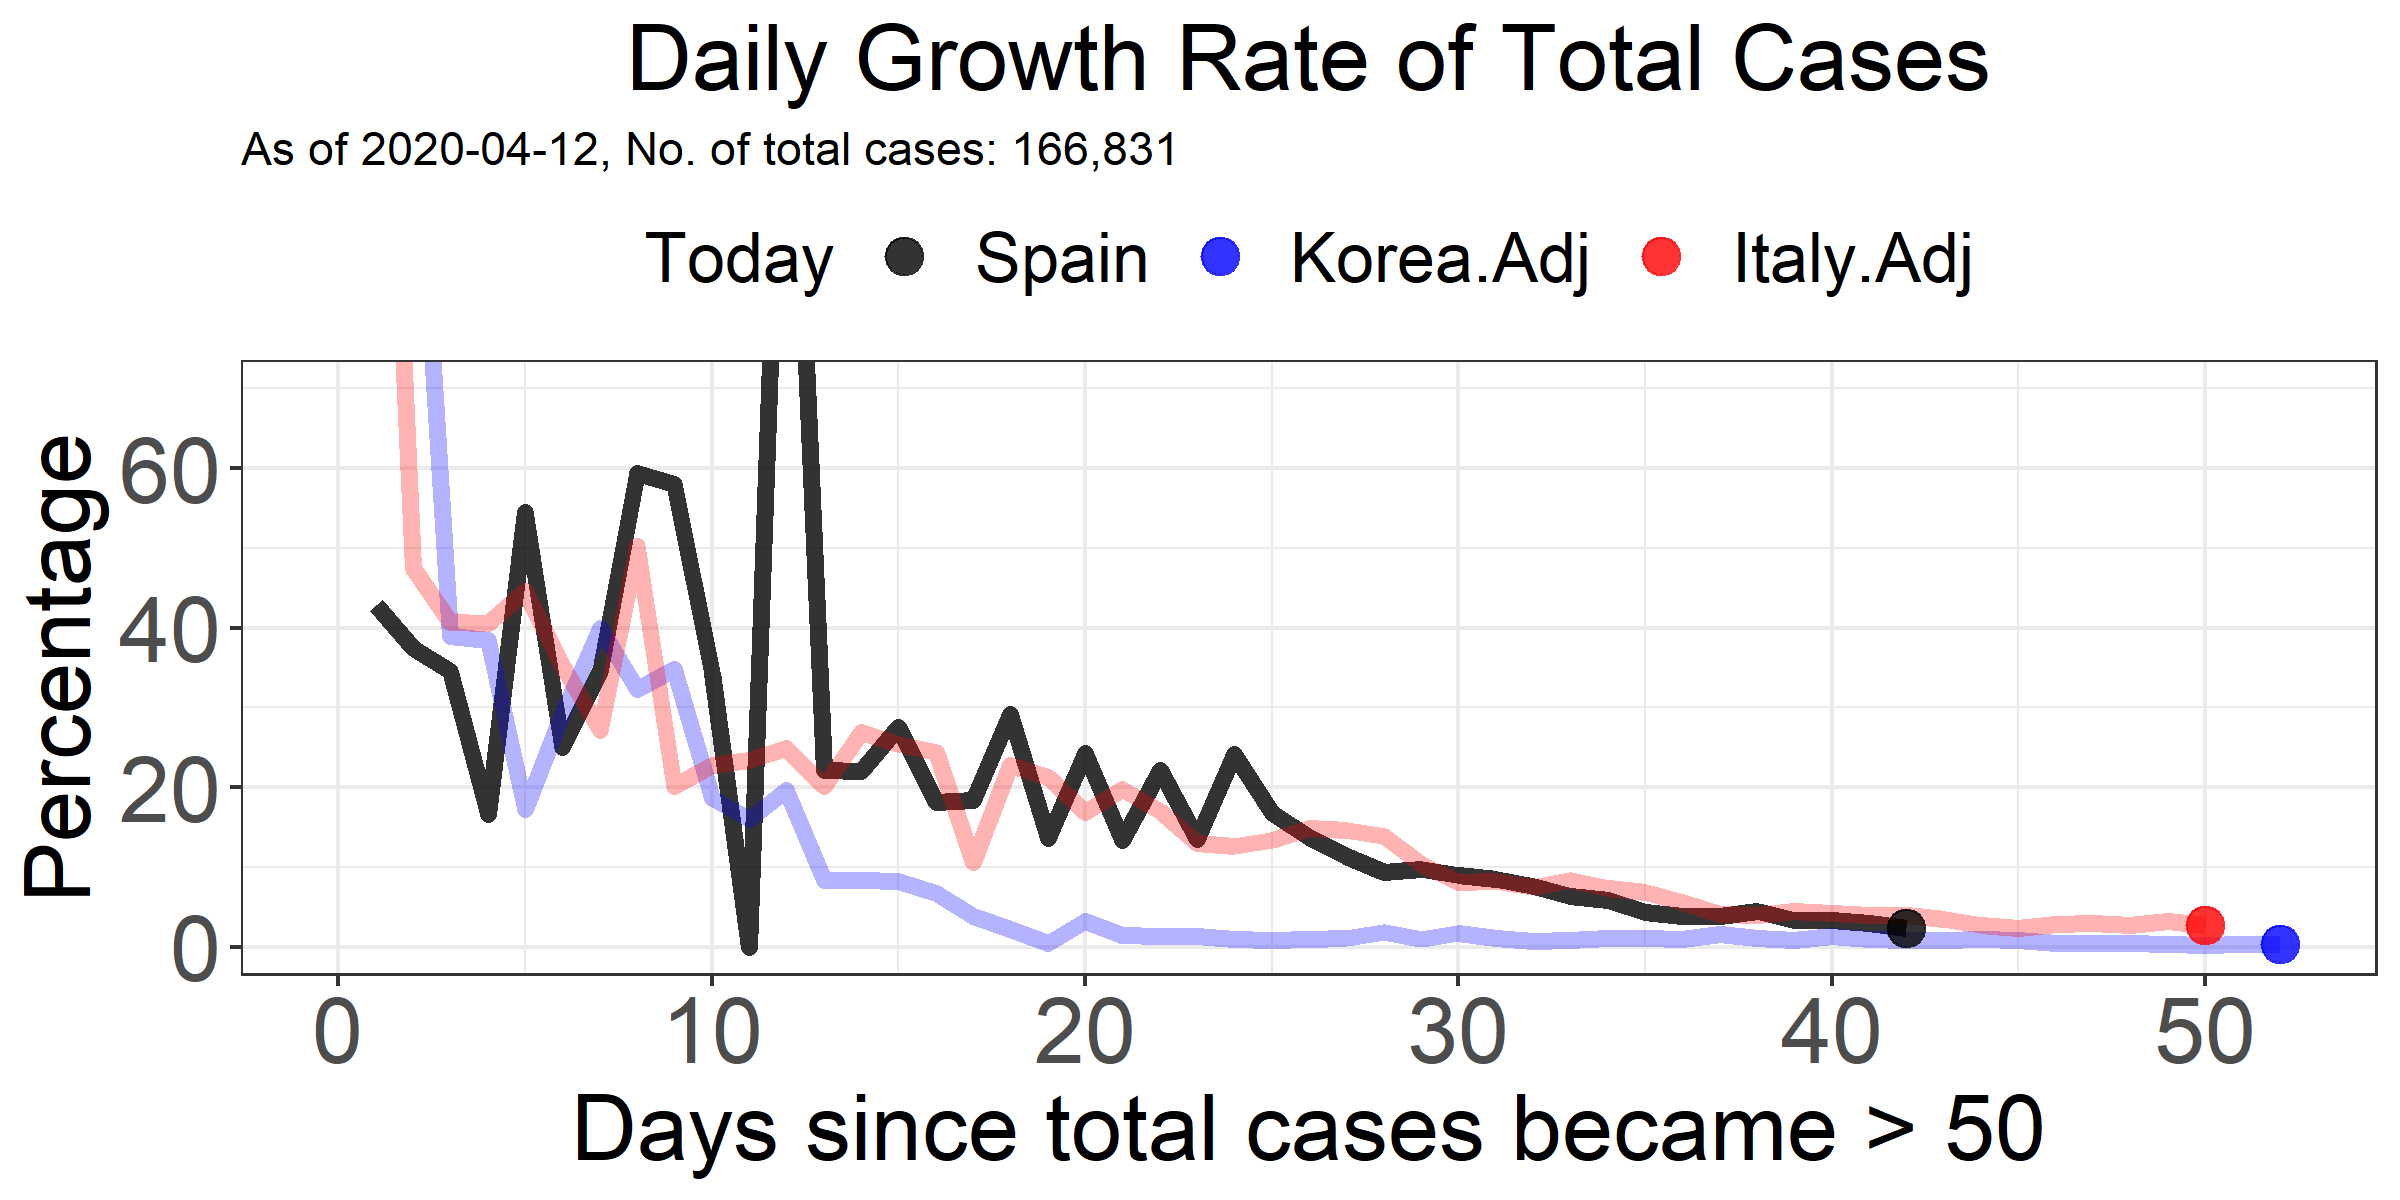 Daily Growth Rate of Total Cases
As of 2020-04-12, No. of total cases: 166,831
Today Spain Korea.Adj Italy.Adj
Percentage
60
40
20
0
0 10 20 30 40 50
Days since total cases became > 50